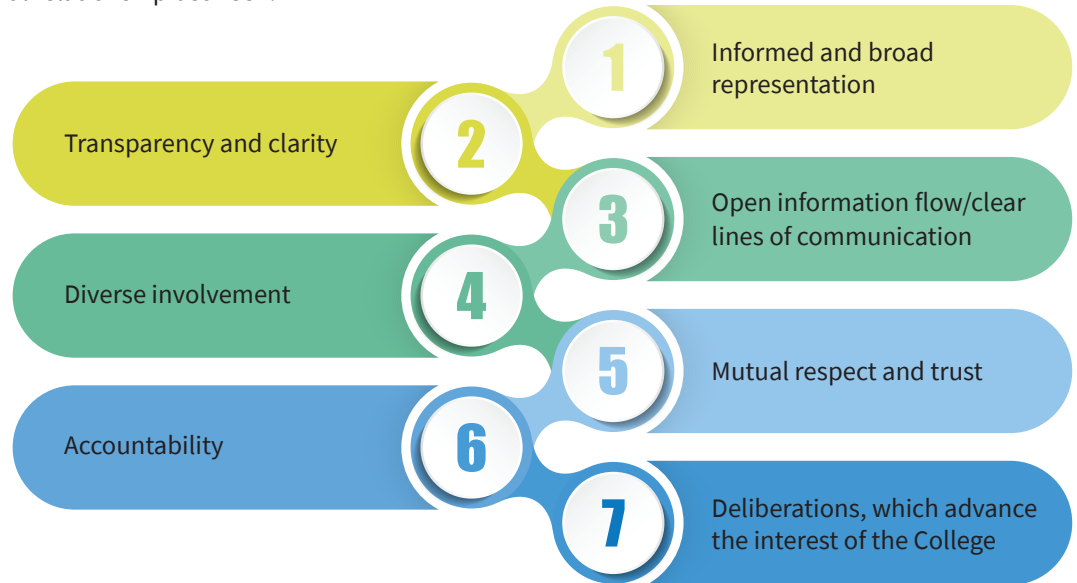 1
Informed and broad
representation
2
Transparency and clarity
3
Open information flow/clear
lines of communication
4
Diverse involvement
5
Mutual respect and trust
6
Accountability
7
Deliberations, which advance
the interest of the College